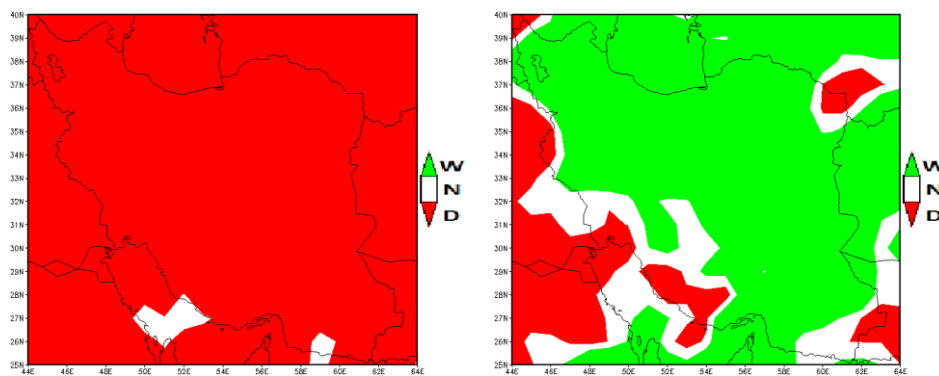 40N
39N
38N
37N
36N
35N
34N
33N
32N
31N
30N
29N
28N
27N
26N
25N
44E 46E 48E 50E 52E 54E 56E 58E 60E 62E 64E
W
N
D
40N
39N
38N
37N
36N
35N
34N
33N
32N
31N
30N
29N
28N
27N
26N
25N
44E 46E 48E 50E 52E 54E 56E 58E 60E 62E 64E
W
N
D